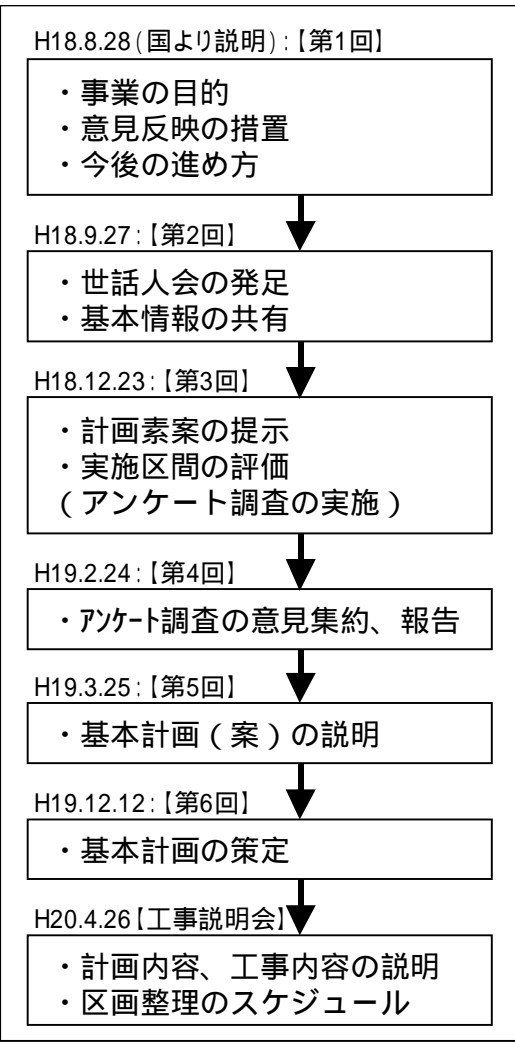 H18.8.28(国より説明):【第1回】
・事業の目的
・意見反映の措置
・今後の進め方
H18.9.27:【第2回】
・世話人会の発足
・基本情報の共有
H18.12.23:【第3回】
・計画素案の提示
・実施区間の評価
(アンケート調査の実施)
H19.2.24:【第4回】
・アンケート調査の意見集約、報告
H19.3.25:【第5回】
・基本計画(案)の説明
H19.12.12:【第6回】
・基本計画の策定
H20.4.26【工事説明会】
・計画内容、工事内容の説明
・区画整理のスケジュール